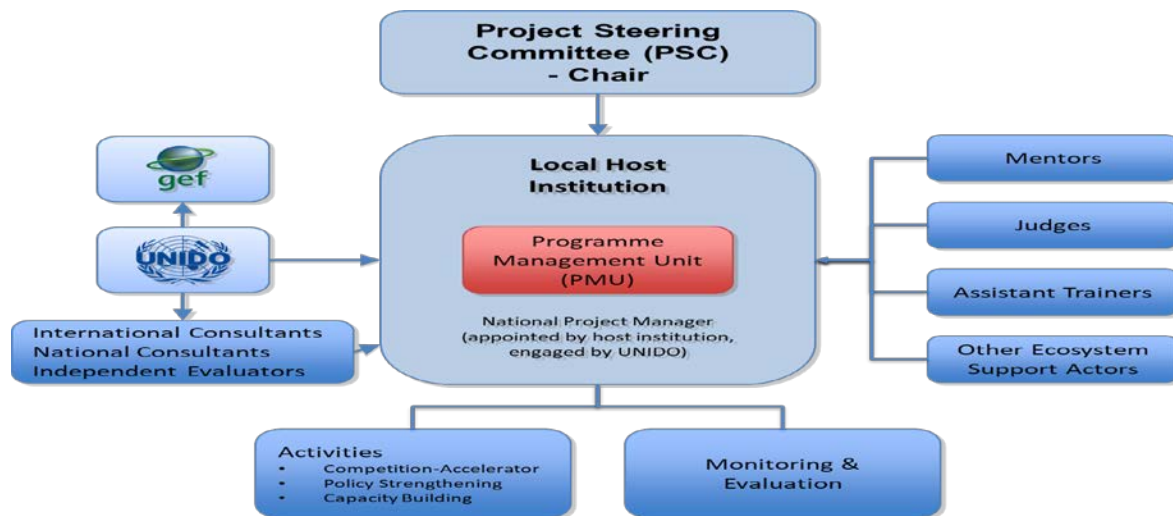 Project Steering
Committee (PSC)
- Chair
gef
UNIDO
International Consultants
National Consultants
Independent Evaluators
Local Host
Institution
Programme
Management Unit
(PMU)
National Project Manager
(appointed by host institution,
engaged by UNIDO)
Mentors
Judges
Assistant Trainers
Other Ecosystem
Support Actors
Activities
• Competition-Accelerator
• Policy Strengthening
• Capacity Building
Monitoring &
Evaluation